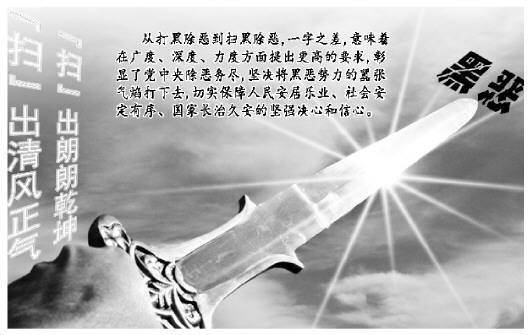 从打黑除恶到扫黑除恶,一字之差,意味着
在广度、深度、力度方面提出更高的要求,彰
显了党中央除恶务尽,坚决将黑恶势力的嚣张
气焰打下去,切实保障人民安居乐业、社会安
定有序、国家长治久安的坚强决心和信心。
黑恶
『扫』出朗朗乾坤
『扫』出清风正气